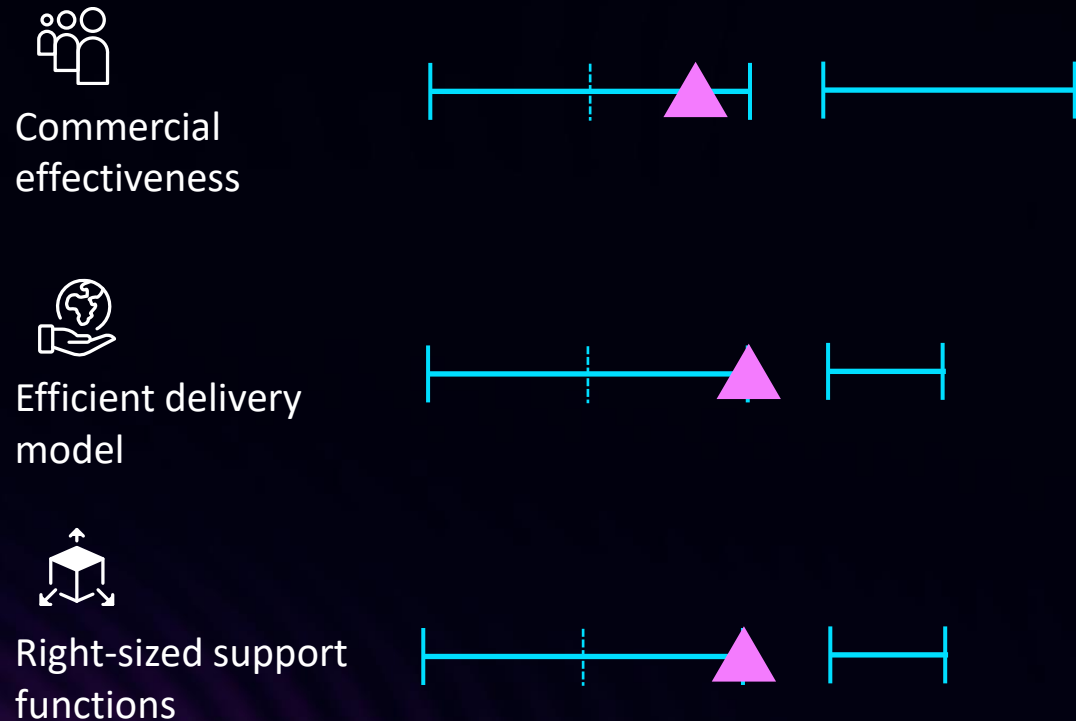 Commercial
effectiveness
Efficient delivery
model
Right-sized support
functions